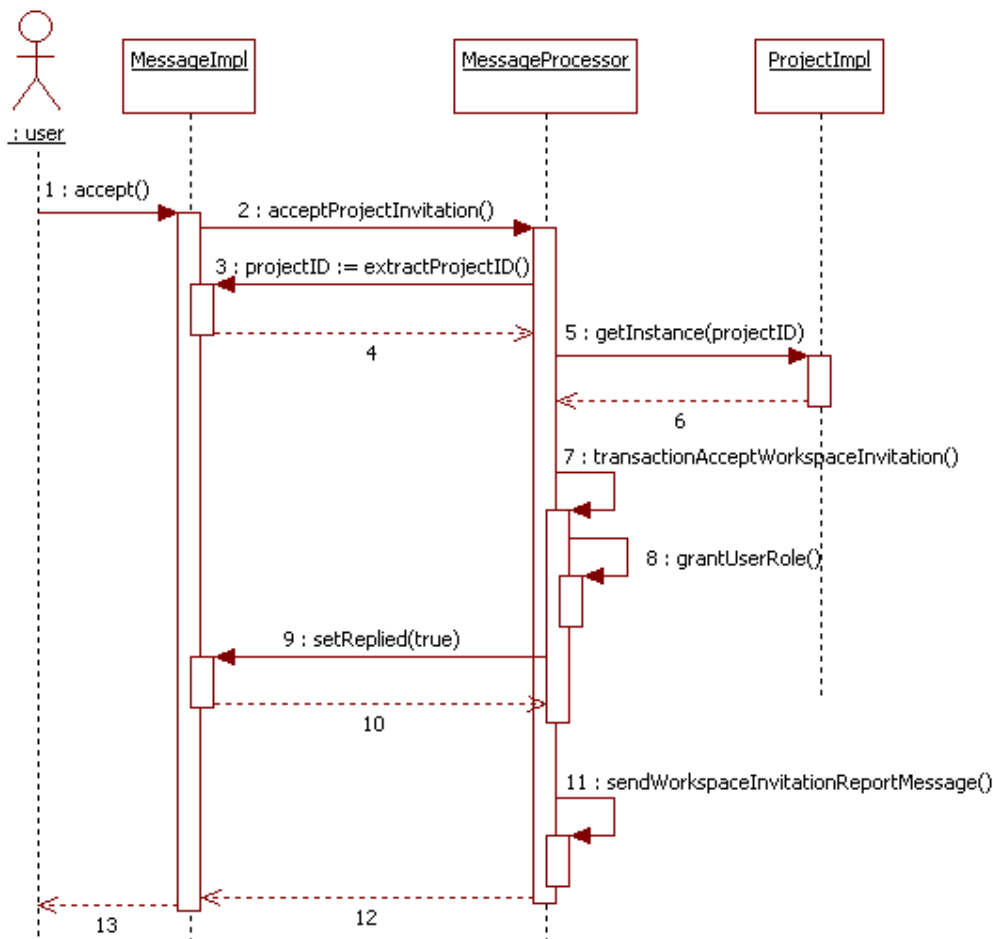 MessageImpl
MessageProcessor
ProjectImpl
: user
1 : accept()
2 : acceptProjectInvitation()
3 : projectID := extractProjectID()
4
5 : getInstance(projectID)
6
7 : transactionAcceptWorkspaceInvitation()
8 : grantUserRole()
9 : setReplied(true)
10
11 : sendWorkspaceInvitationReportMessage()
12
13